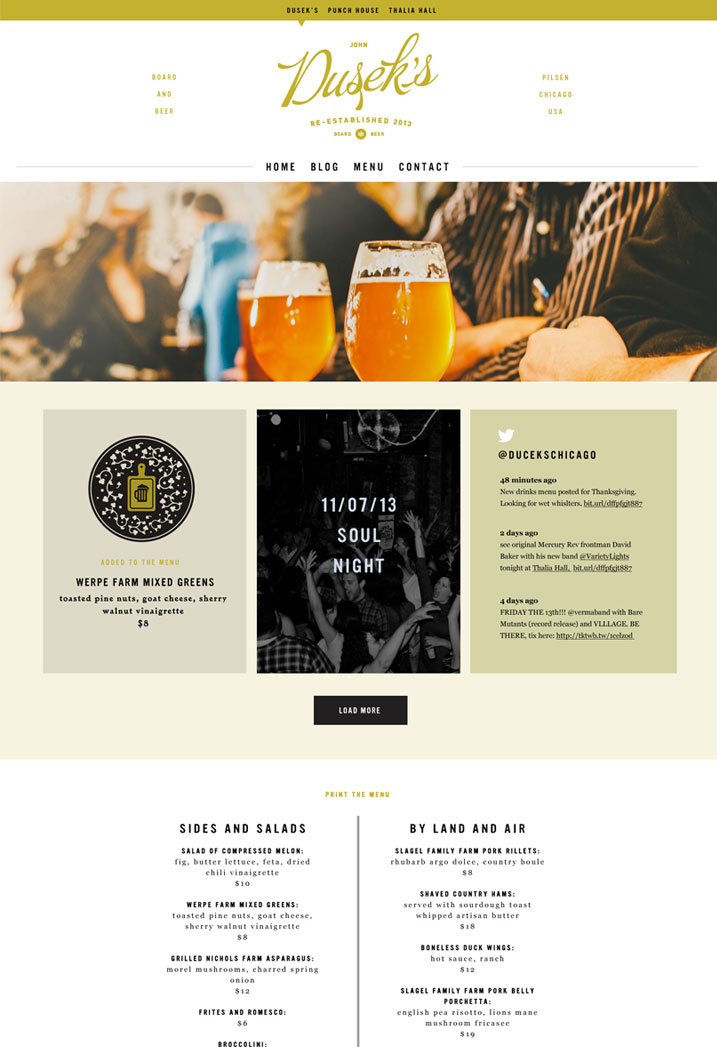 DUSEK'S PUNCH HOUSE THALIA HALL
BOARD
AND
BEER
JOHN
Dusek's
RE-ESTABLISHED 2013
BOARD BEER
PILSEN
CHICAGO
USA
HOME BLOG MENU CONTACT
ADDED TO THE MENU
WERPE FARM MIXED GREENS
toasted pine nuts, goat cheese, sherry
walnut vinaigrette
$8
11/07/13
SOUL
NIGHT
@DUCEKSCHICAGO
48 minutes ago
New drinks menu posted for Thanksgiving.
Looking for wet whislters. bit.url/dffpfgjt887
2 days ago
see original Mercury Rev frontman David
Baker with his new band @VarietyLights
tonight at Thalia Hall, bit.url/dffpfgjt887
4 days ago
FRIDAY THE 13th!!! @vermaband with Bare
Mutants (record release) and VLLLAGE. BE
THERE, tix here: http://tktwb.tw/1cclzod
LOAD MORE
PRINT THE MENU
SIDES AND SALADS
SALAD OF COMPRESSED MELON:
fig, butter lettuce, feta, dried
chili vinaigrette
$10
WERPE FARM MIXED GREENS:
toasted pine nuts, goat cheese,
sherry walnut vinaigrette
$8
GRILLED NICHOLS FARM ASPARAGUS:
morel mushrooms, charred spring
onion
$12
FRITES AND ROMESCO:
$6
BROCCOLINI:
BY LAND AND AIR
SLAGEL FAMILY FARM PORK RILLETS:
rhubarb argo dolce, country boule
$8
SHAVED COUNTRY HAMS:
served with sourdough toast
whipped artisan butter
$18
BONELESS DUCK WINGS:
hot sauce, ranch
$12
SLAGEL FAMILY FARM PORK BELLY
PORCHETTA:
english pea risotto, lions mane
mushroom fricasee
$19